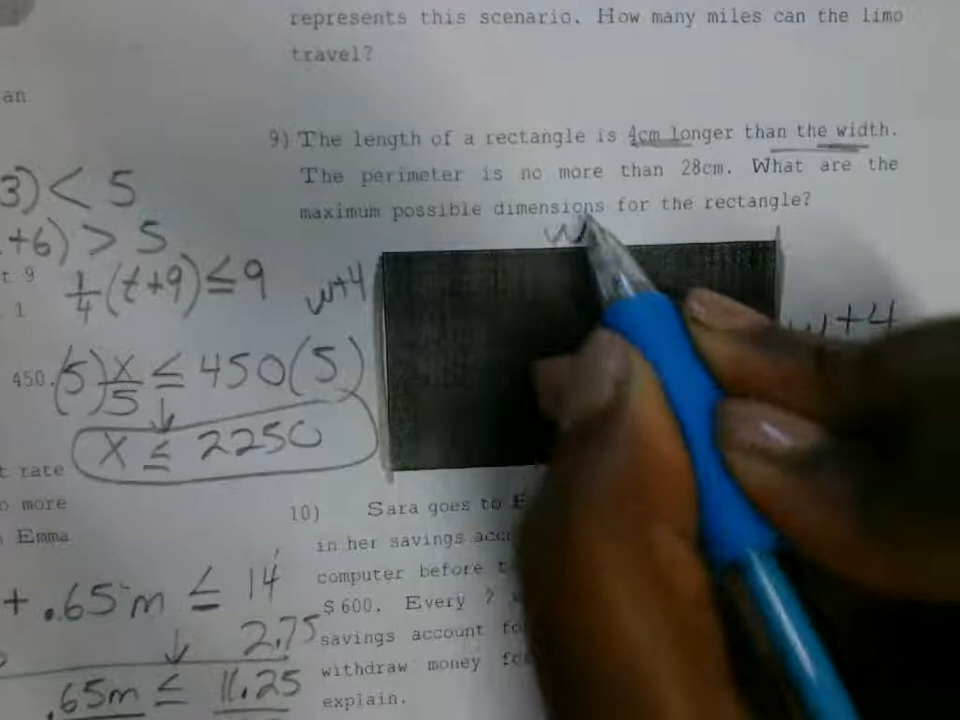 represents this scenario. How many miles can the limo
travel?
an
9) The length of a rectangle is 4cm longer than the width.
The perimeter is no more than 28cm. What are the
maximum possible dimensions for the rectangle?
3) < 5
+6) > 5
t 9
1/4(t+9) ≤ 9
1
w
w+4
w+4
450.
(5) x/5 ≤ 450(5)
x ≤ 2250
t rate
o more
Emma
+ .65m ≤ 14
2.75
.65m ≤ 11.25
10) Sara goes to
in her savings
computer before
$600. Every
savings account
withdraw money
explain.